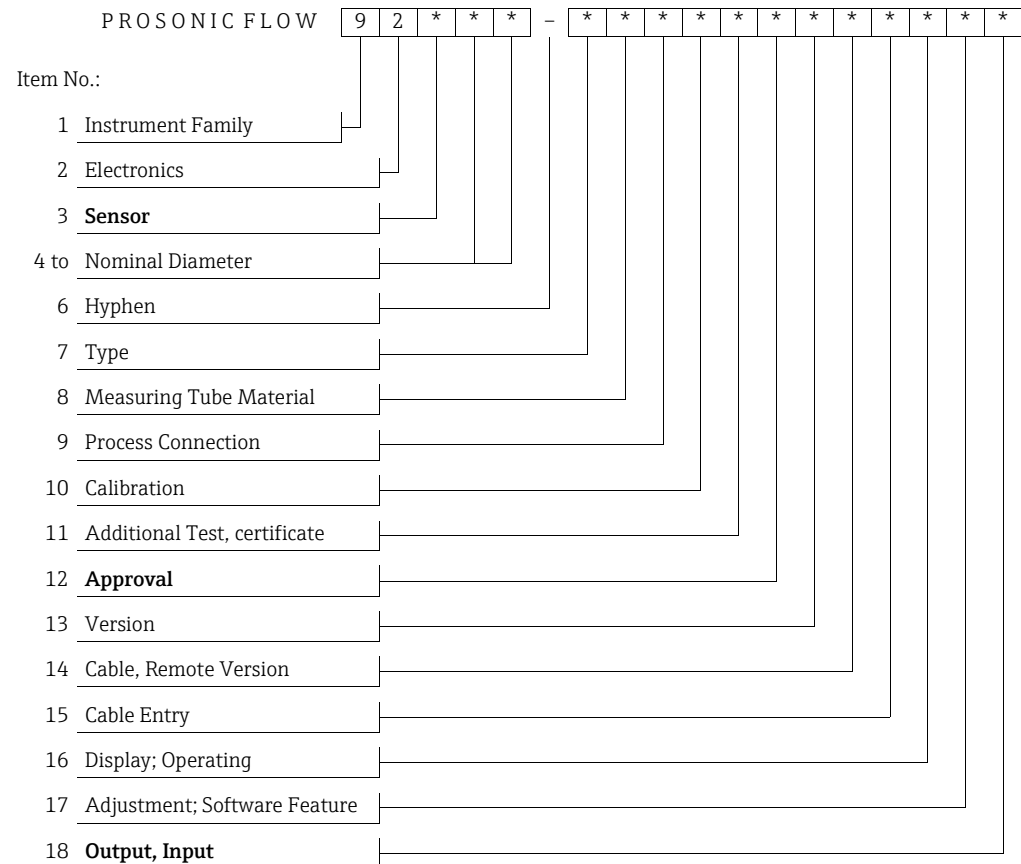 PROSONIC FLOW 9 2 * * * – * * * * * * * * * * * *
Item No.:
1 Instrument Family
2 Electronics
3 Sensor
4 to Nominal Diameter
6 Hyphen
7 Type
8 Measuring Tube Material
9 Process Connection
10 Calibration
11 Additional Test, certificate
12 Approval
13 Version
14 Cable, Remote Version
15 Cable Entry
16 Display; Operating
17 Adjustment; Software Feature
18 Output, Input